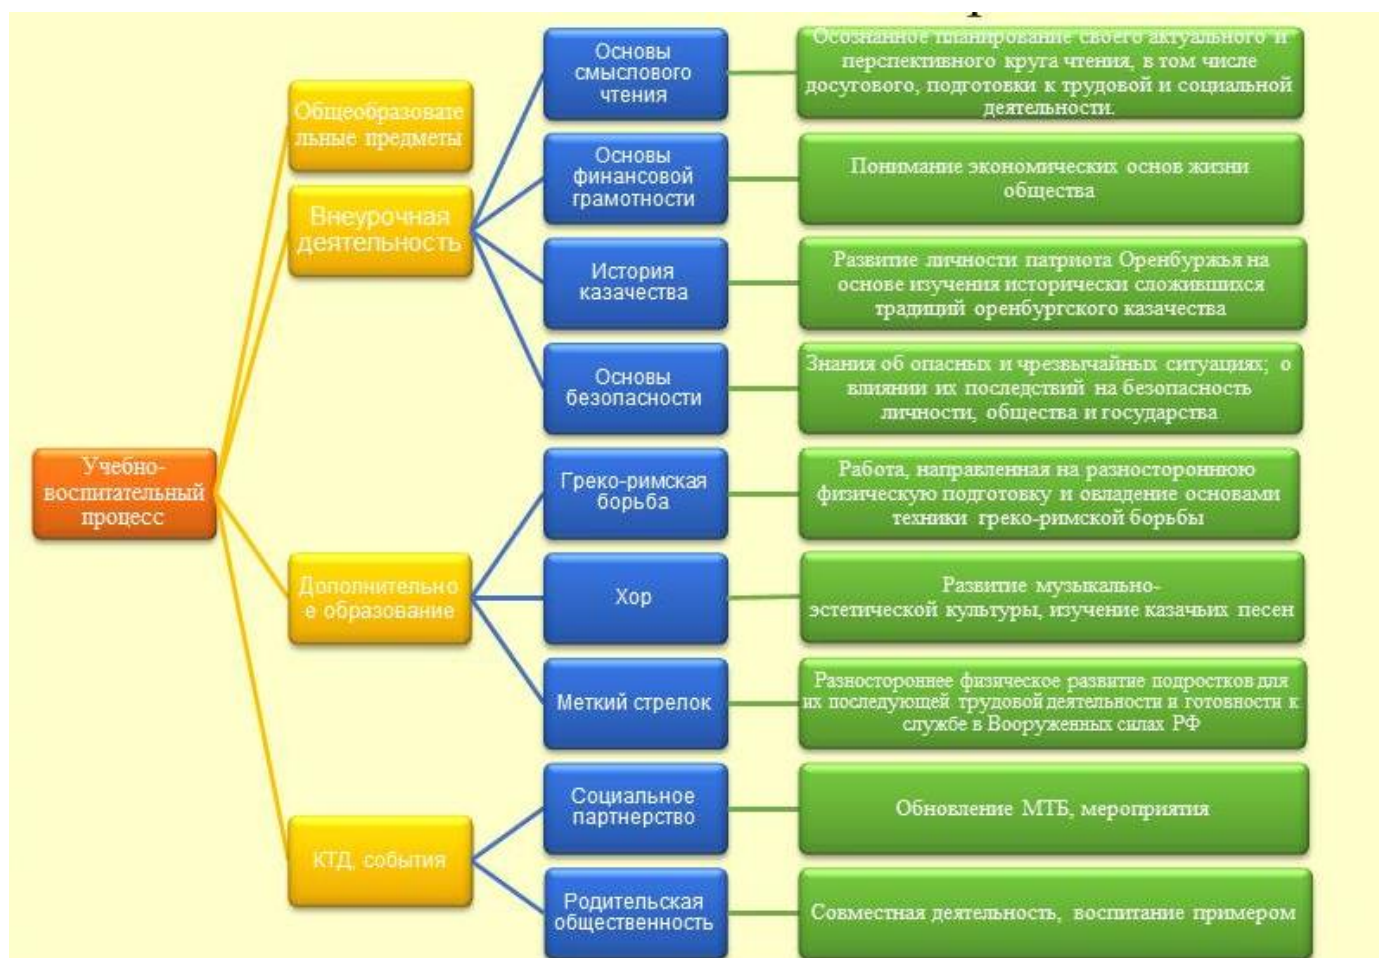 Учебно-
воспитательный
процесс
Общеобразовате
льные предметы
Внеурочная
деятельность
Основы
смыслового
чтения
Осознанное планирование своего актуального и
перспективного круга чтения, в том числе
досугового, подготовки к трудовой и социальной
деятельности.
Основы
финансовой
грамотности
Понимание экономических основ жизни
общества
История
казачества
Развитие личности патриота Оренбуржья на
основе изучения исторически сложившихся
традиций оренбургского казачества
Основы
безопасности
Знания об опасных и чрезвычайных ситуациях; о
влиянии их последствий на безопасность
личности, общества и государства
Дополнительно
е образование
Греко-римская
борьба
Работа, направленная на разностороннюю
физическую подготовку и овладение основами
техники греко-римской борьбы
Хор
Развитие музыкально-
эстетической культуры, изучение казачьих песен
Меткий стрелок
Разностороннее физическое развитие подростков для
их последующей трудовой деятельности и готовности к
службе в Вооруженных силах РФ
КТД, события
Социальное
партнерство
Обновление МТБ, мероприятия
Родительская
общественность
Совместная деятельность, воспитание примером